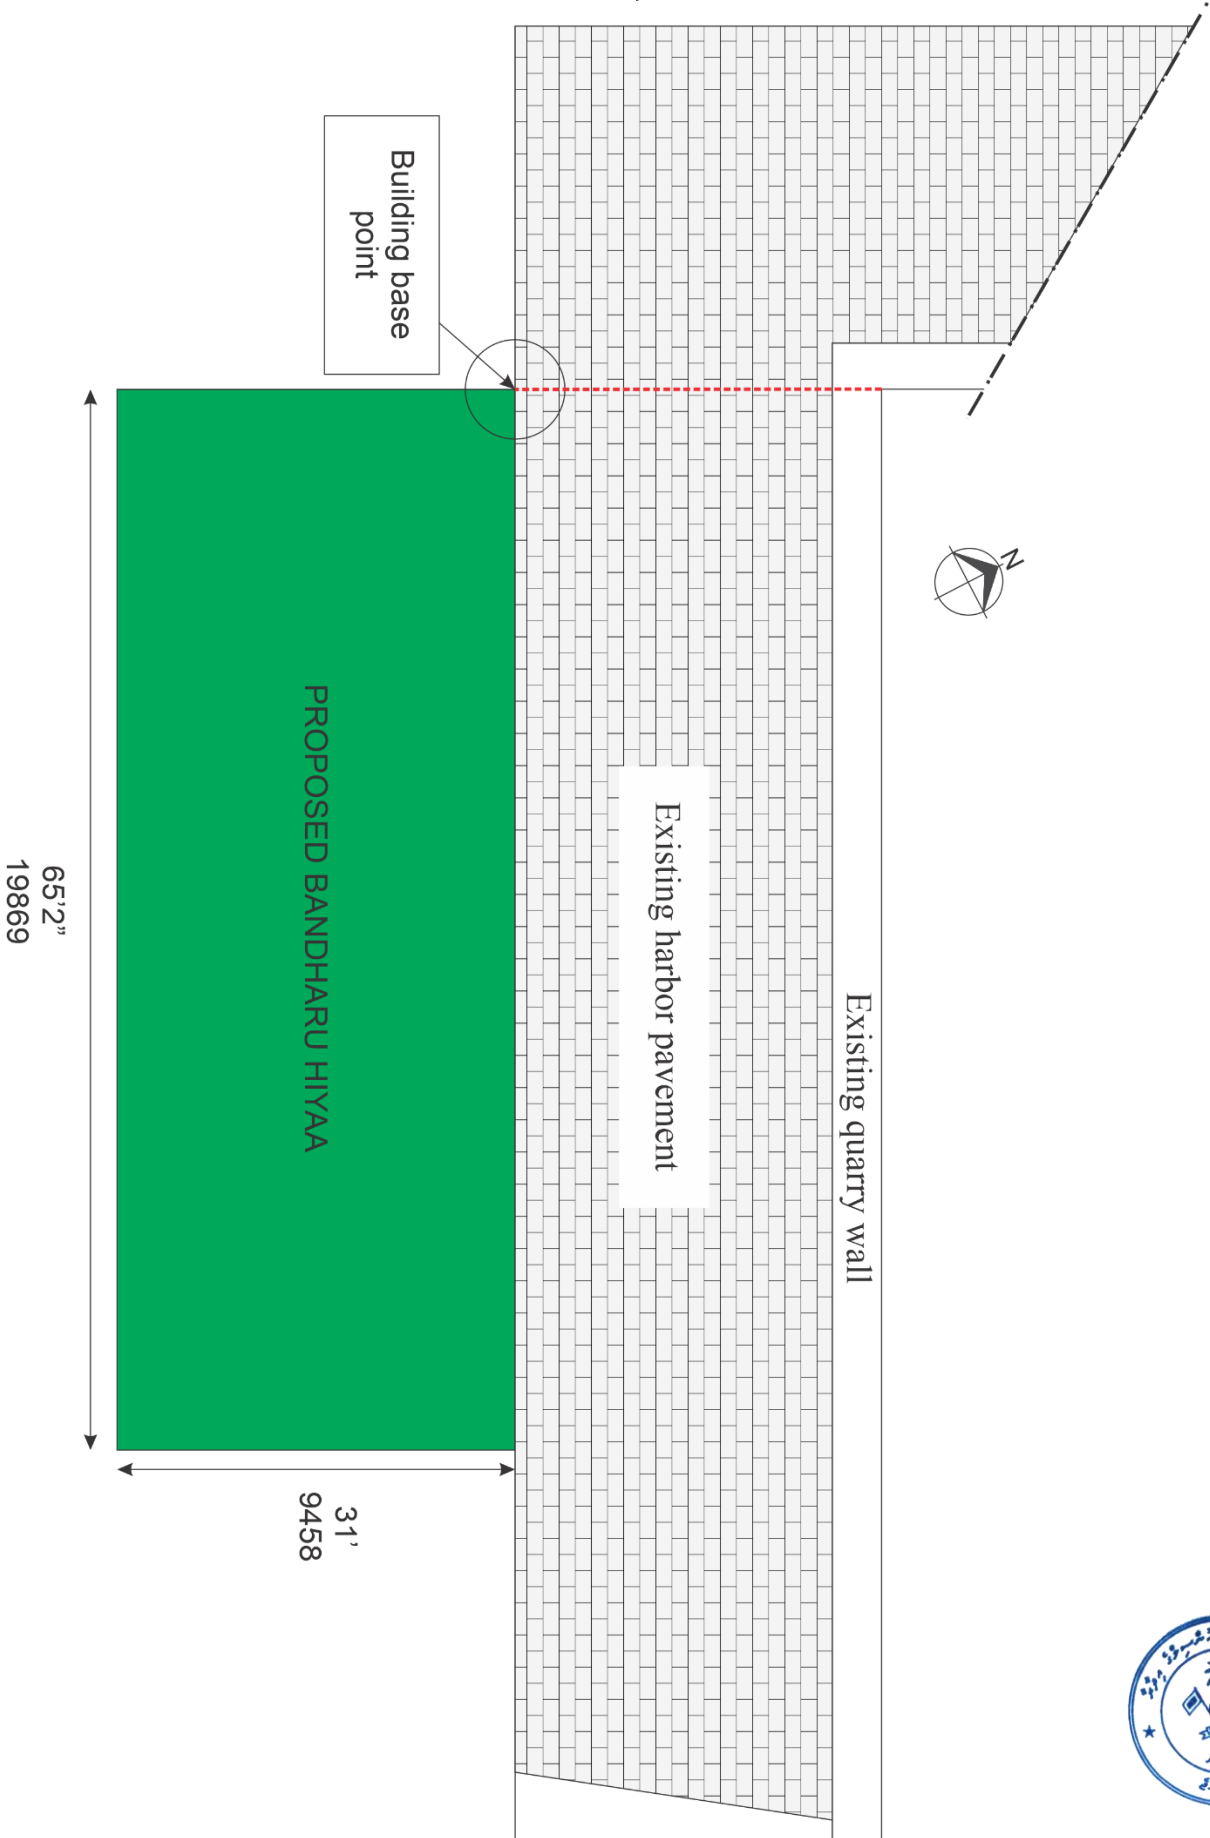 Existing quarry wall
N
Existing harbor pavement
Building base
point
PROPOSED BANDHARU HIYAA
31’
9458
65’2”
19869